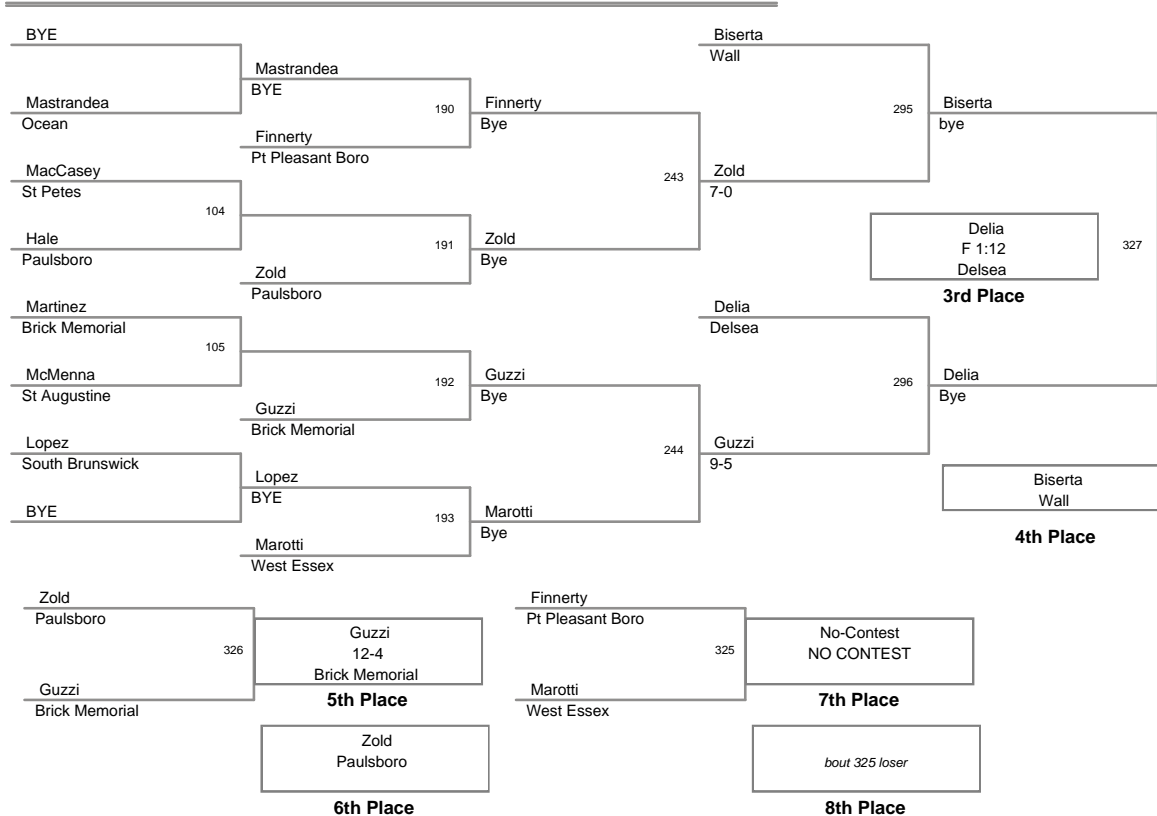 BYE
Mastrandea
Ocean
MacCasey
St Petes
104
Hale
Paulsboro
Martinez
Brick Memorial
105
McMenna
St Augustine
Lopez
South Brunswick
BYE
Mastrandea
BYE
190
Finnerty
Pt Pleasant Boro
191
Zold
Paulsboro
192
Guzzi
Brick Memorial
Lopez
BYE
193
Marotti
West Essex
Finnerty
Bye
243
Zold
Bye
Guzzi
Bye
244
Marotti
Bye
Biserta
Wall
295
Zold
7-0
Delia
Delsea
296
Guzzi
9-5
Biserta
bye
Delia
F 1:12
Delsea
327
3rd Place
Delia
Bye
Biserta
Wall
4th Place
Zold
Paulsboro
326
Guzzi
Brick Memorial
Guzzi
12-4
Brick Memorial
5th Place
Zold
Paulsboro
6th Place
Finnerty
Pt Pleasant Boro
325
Marotti
West Essex
No-Contest
NO CONTEST
7th Place
bout 325 loser
8th Place